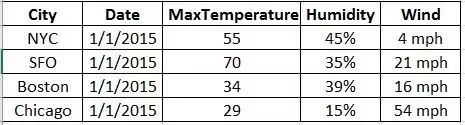 City Date MaxTemperature Humidity Wind
NYC 1/1/2015 55 45% 4 mph
SFO 1/1/2015 70 35% 21 mph
Boston 1/1/2015 34 39% 16 mph
Chicago 1/1/2015 29 15% 54 mph